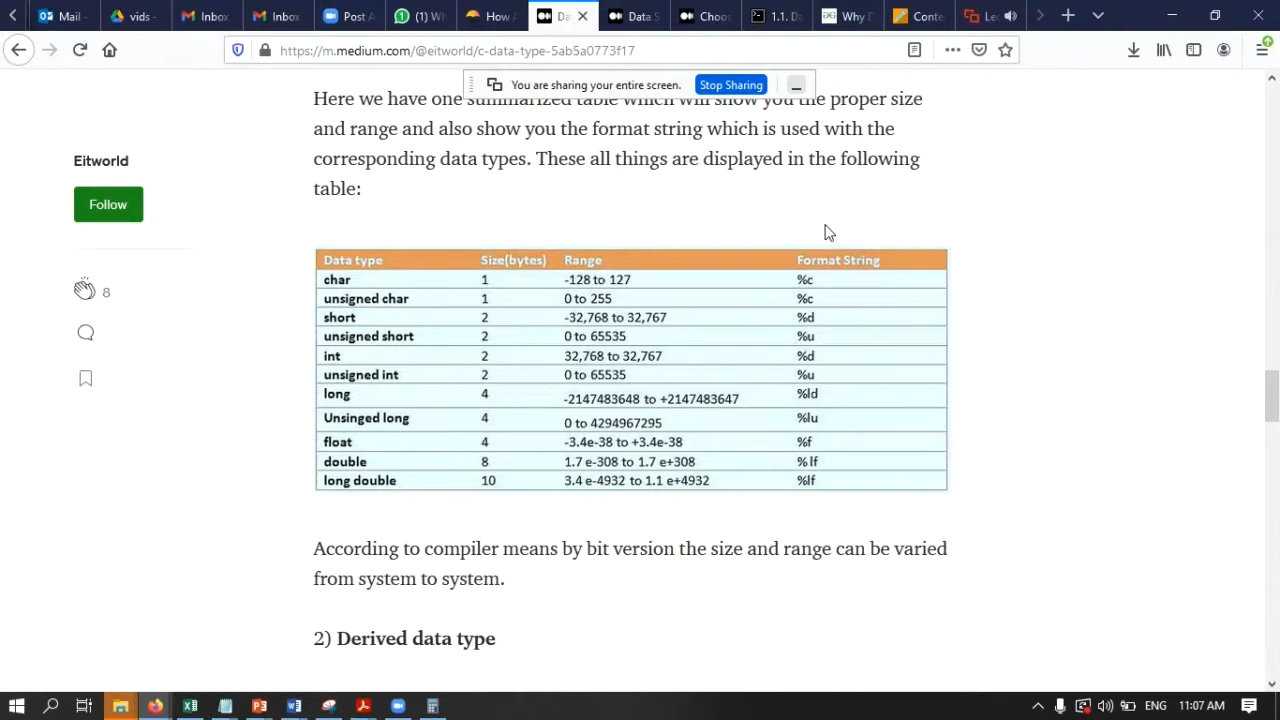 Mail -
vids -
Inbox
Inbox
Post A
(1) W
How A
Da
Data S
Choos
1.1. Da
Why D
Conte
Lec
https://m.medium.com/@eitworld/c-data-type-5ab5a0773f17
You are sharing your entire screen. Stop Sharing
Here we have one summarized table which will show you the proper size
and range and also show you the format string which is used with the
corresponding data types. These all things are displayed in the following
table:
Eitworld
Follow
8
Data type Size(bytes) Range Format String
char 1 -128 to 127 %c
unsigned char 1 0 to 255 %c
short 2 -32,768 to 32,767 %d
unsigned short 2 0 to 65535 %u
int 2 32,768 to 32,767 %d
unsigned int 2 0 to 65535 %u
long 4 -2147483648 to +2147483647 %ld
Unsinged long 4 0 to 4294967295 %lu
float 4 -3.4e-38 to +3.4e-38 %f
double 8 1.7 e-308 to 1.7 e+308 % lf
long double 10 3.4 e-4932 to 1.1 e+4932 %lf
According to compiler means by bit version the size and range can be varied
from system to system.
2) Derived data type
ENG 11:07 AM